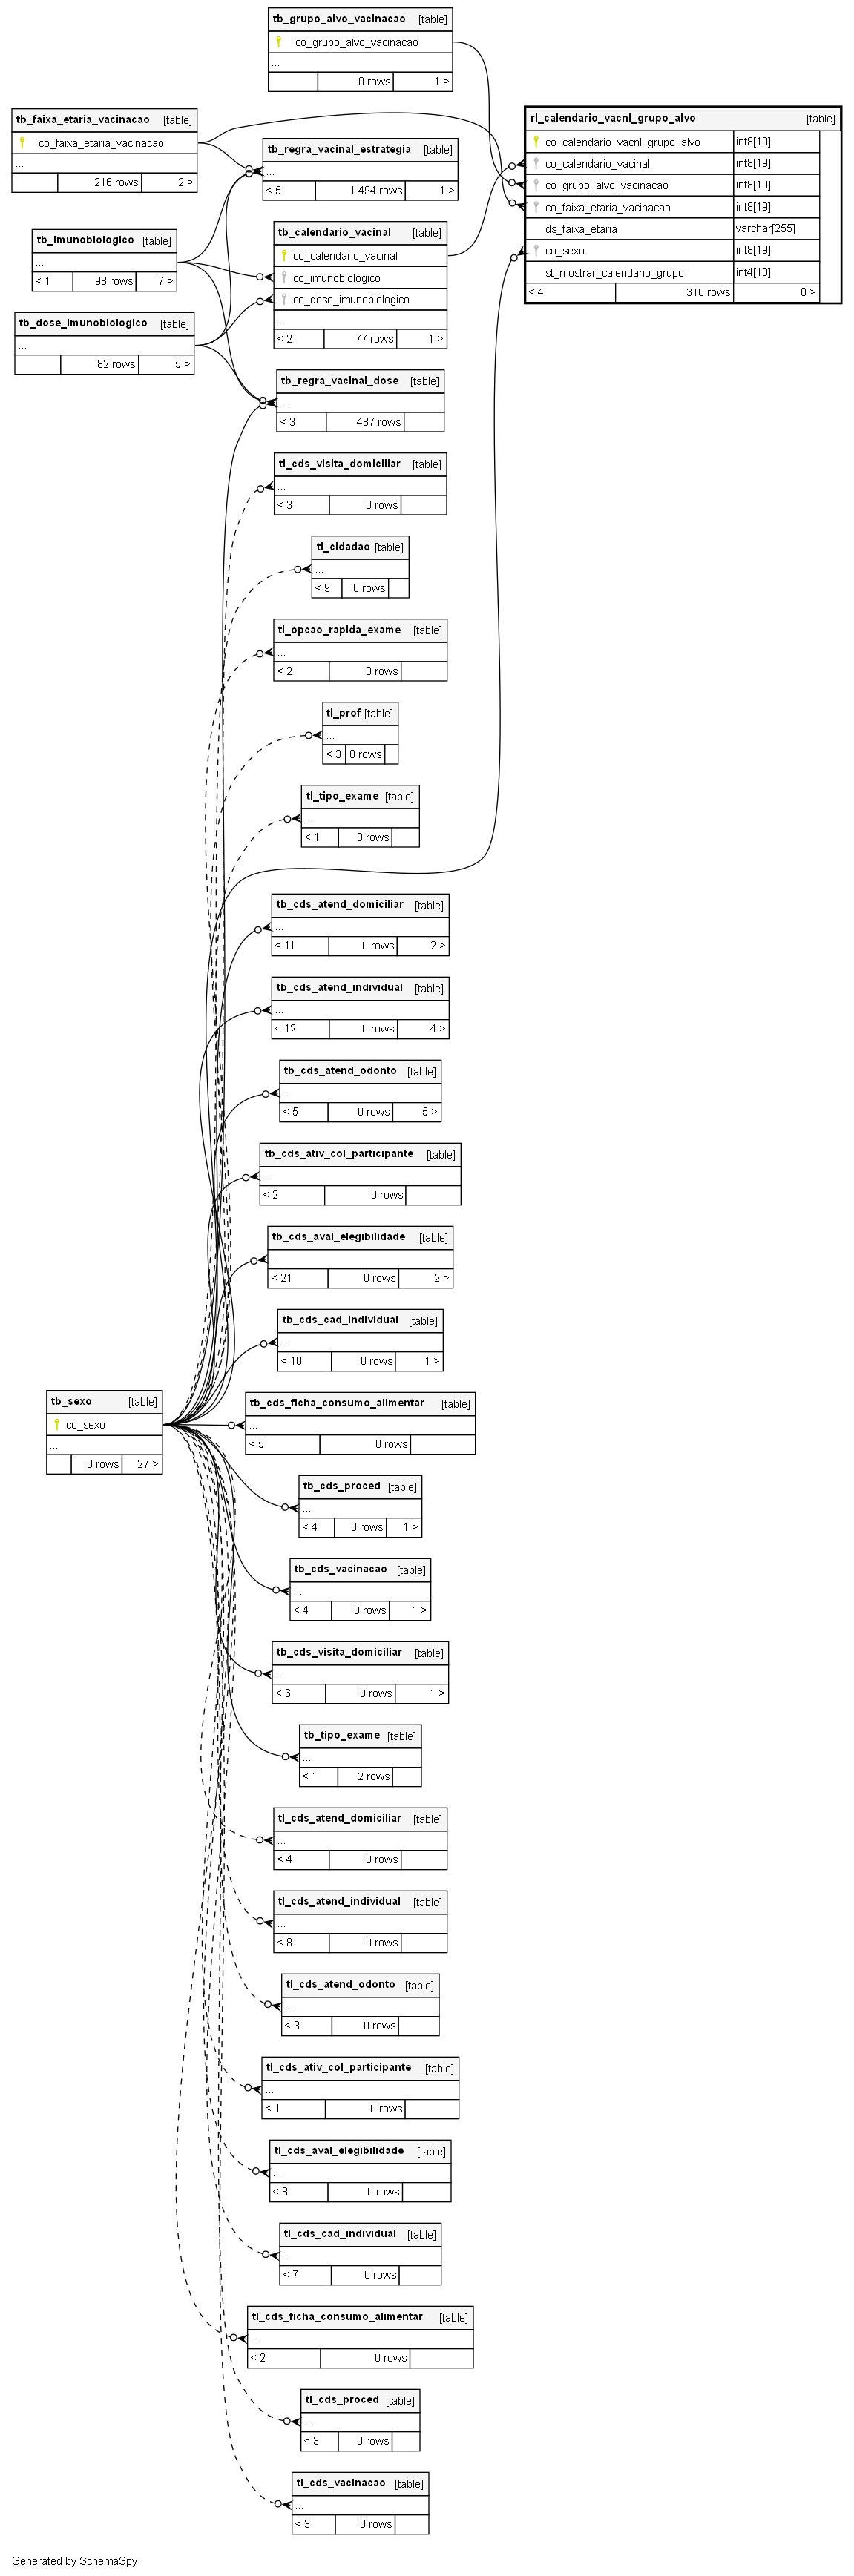 tb_grupo_alvo_vacinacao [table]
co_grupo_alvo_vacinacao
...
0 rows 1 >
rl_calendario_vacnl_grupo_alvo [table]
co_calendario_vacnl_grupo_alvo int8[19]
co_calendario_vacinal int8[19]
co_grupo_alvo_vacinacao int8[19]
co_faixa_etaria_vacinacao int8[19]
ds_faixa_etaria varchar[255]
co_sexo int8[19]
st_mostrar_calendario_grupo int4[10]
< 4 316 rows 0 >
tb_faixa_etaria_vacinacao [table]
co_faixa_etaria_vacinacao
...
216 rows 2 >
tb_regra_vacinal_estrategia [table]
...
< 5 1.494 rows 1 >
tb_imunobiologico [table]
...
< 1 98 rows 7 >
tb_calendario_vacinal [table]
co_calendario_vacinal
co_imunobiologico
co_dose_imunobiologico
...
< 2 77 rows 1 >
tb_dose_imunobiologico [table]
...
82 rows 5 >
tb_regra_vacinal_dose [table]
...
< 3 487 rows
tl_cds_visita_domiciliar [table]
...
< 3 0 rows
tl_cidadao [table]
...
< 9 0 rows
tl_opcao_rapida_exame [table]
...
< 2 0 rows
tl_prof [table]
...
< 3 0 rows
tl_tipo_exame [table]
...
< 1 0 rows
tb_cds_atend_domiciliar [table]
...
< 11 0 rows 2 >
tb_cds_atend_individual [table]
...
< 12 0 rows 4 >
tb_cds_atend_odonto [table]
...
< 5 0 rows 5 >
tb_cds_ativ_col_participante [table]
...
< 2 0 rows
tb_cds_aval_elegibilidade [table]
...
< 21 0 rows 2 >
tb_cds_cad_individual [table]
...
< 10 0 rows 1 >
tb_sexo [table]
co_sexo
...
0 rows 27 >
tb_cds_ficha_consumo_alimentar [table]
...
< 5 0 rows
tb_cds_proced [table]
...
< 4 0 rows 1 >
tb_cds_vacinacao [table]
...
< 4 0 rows 1 >
tb_cds_visita_domiciliar [table]
...
< 6 0 rows 1 >
tb_tipo_exame [table]
...
< 1 2 rows
tl_cds_atend_domiciliar [table]
...
< 4 0 rows
tl_cds_atend_individual [table]
...
< 8 0 rows
tl_cds_atend_odonto [table]
...
< 3 0 rows
tl_cds_ativ_col_participante [table]
...
< 1 0 rows
tl_cds_aval_elegibilidade [table]
...
< 8 0 rows
tl_cds_cad_individual [table]
...
< 7 0 rows
tl_cds_ficha_consumo_alimentar [table]
...
< 2 0 rows
tl_cds_proced [table]
...
< 3 0 rows
tl_cds_vacinacao [table]
...
< 3 0 rows
Generated by SchemaSpy